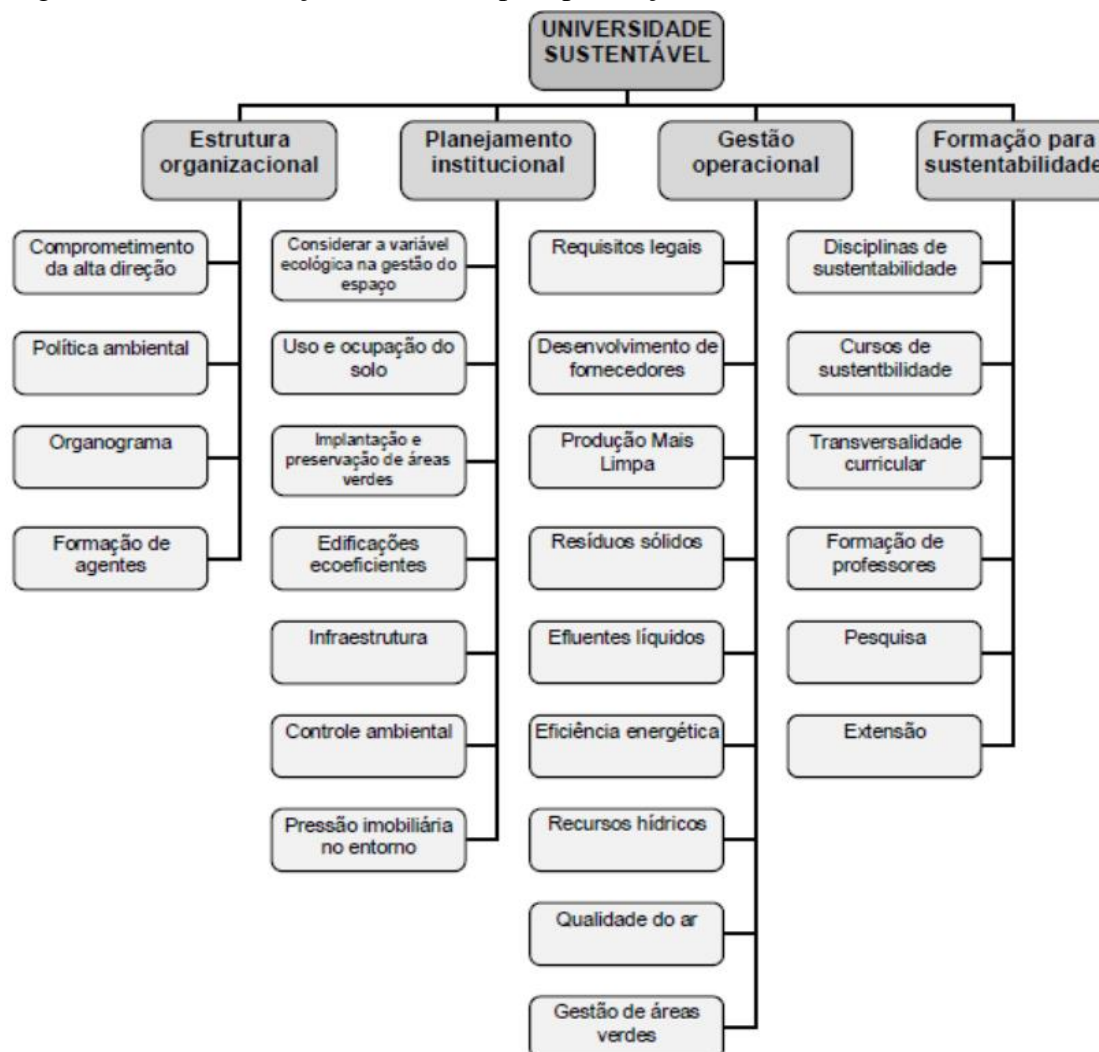 UNIVERSIDADE
SUSTENTÁVEL
Estrutura
organizacional
Comprometimento
da alta direção
Política ambiental
Organograma
Formação de
agentes
Planejamento
institucional
Considerar a variável
ecológica na gestão do
espaço
Uso e ocupação do
solo
Implantação e
preservação de áreas
verdes
Edificações
ecoeficientes
Infraestrutura
Controle ambiental
Pressão imobiliária
no entorno
Gestão
operacional
Requisitos legais
Desenvolvimento de
fornecedores
Produção Mais
Limpa
Resíduos sólidos
Efluentes líquidos
Eficiência energética
Recursos hídricos
Qualidade do ar
Gestão de áreas
verdes
Formação para
sustentabilidade
Disciplinas de
sustentabilidade
Cursos de
sustentbilidade
Transversalidade
curricular
Formação de
professores
Pesquisa
Extensão